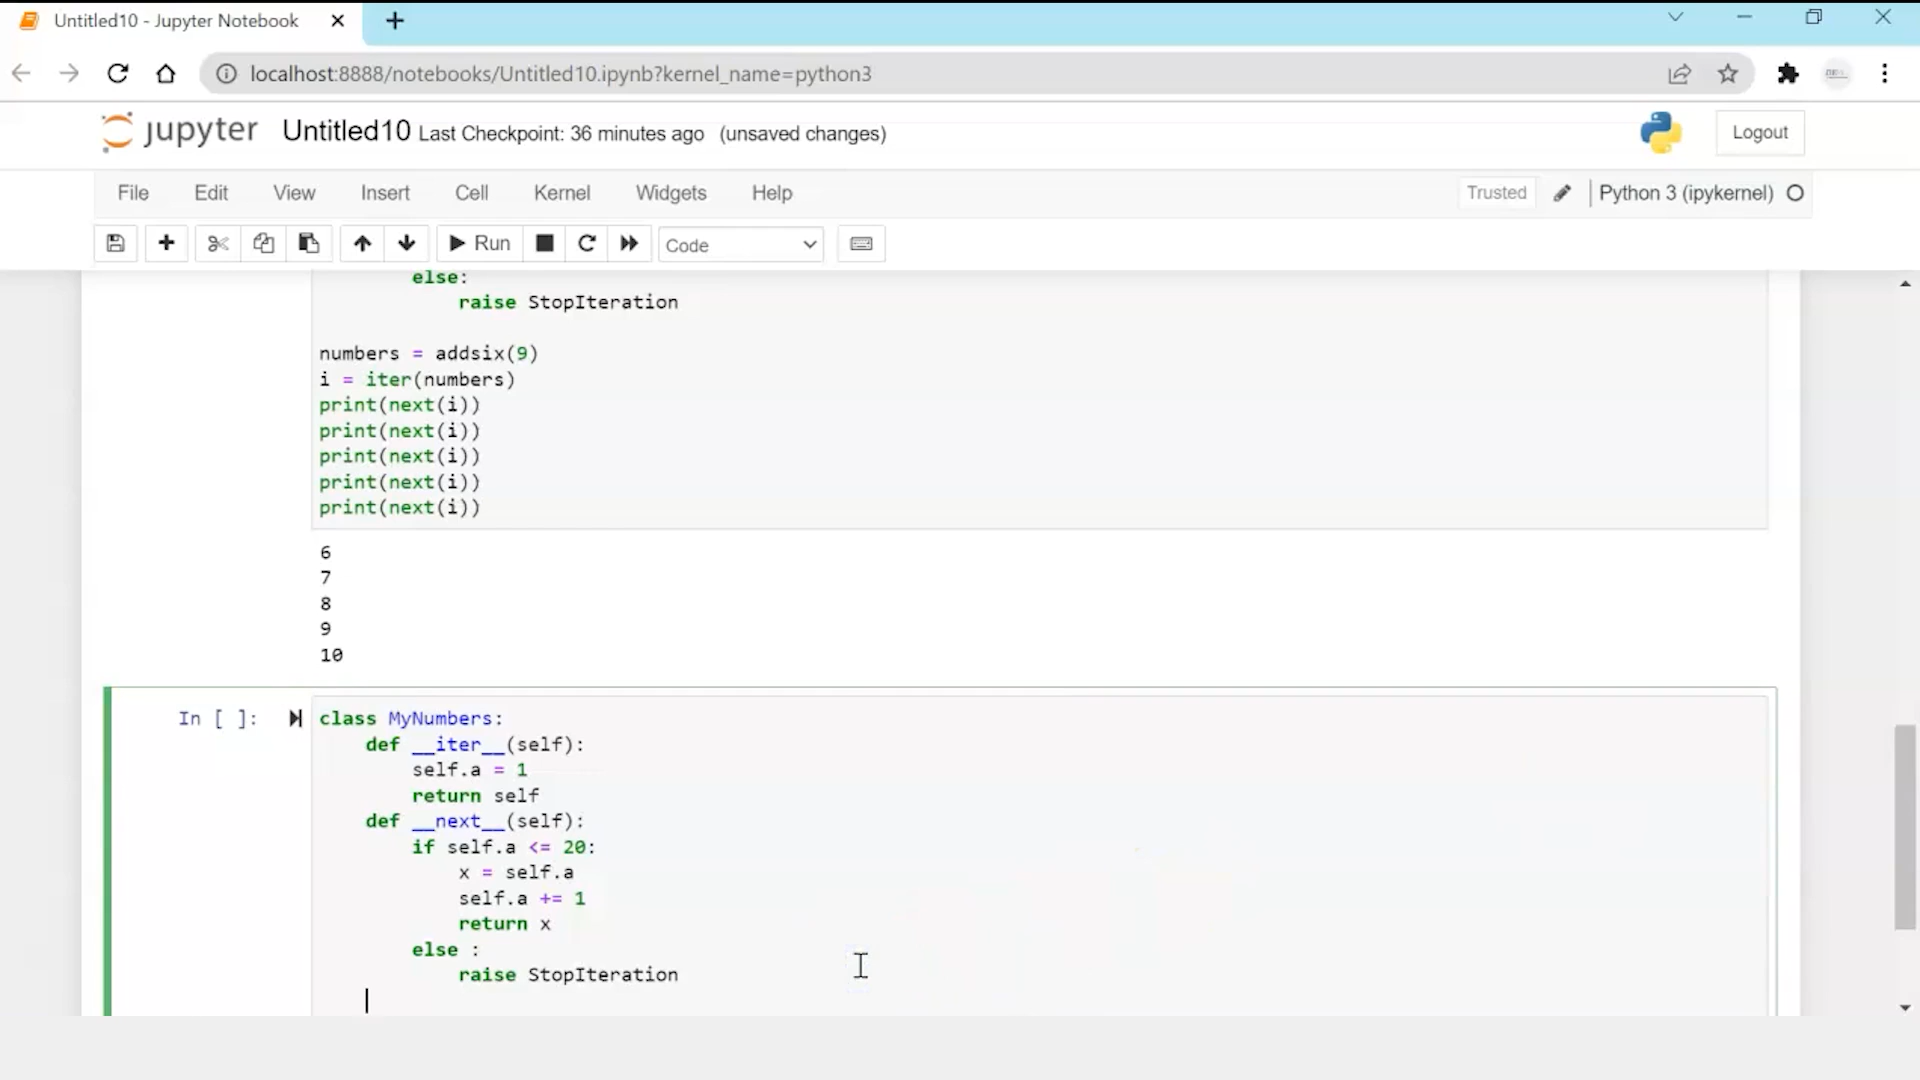 Untitled10 - Jupyter Notebook
localhost:8888/notebooks/Untitled10.ipynb?kernel_name=python3
jupyter Untitled10 Last Checkpoint: 36 minutes ago (unsaved changes)
Logout
File Edit View Insert Cell Kernel Widgets Help
Trusted Python 3 (ipykernel)
Run Code
else:
raise StopIteration
numbers = addsix(9)
i = iter(numbers)
print(next(i))
print(next(i))
print(next(i))
print(next(i))
print(next(i))
6
7
8
9
10
In [ ]:
class MyNumbers:
def __iter__(self):
self.a = 1
return self
def __next__(self):
if self.a <= 20:
x = self.a
self.a += 1
return x
else :
raise StopIteration